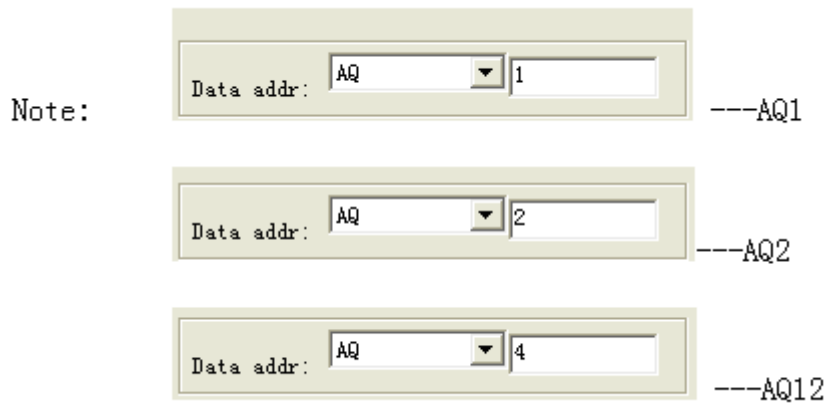 Data addr: AQ 1
Note: ---AQ1
Data addr: AQ 2
---AQ2
Data addr: AQ 4
---AQ12